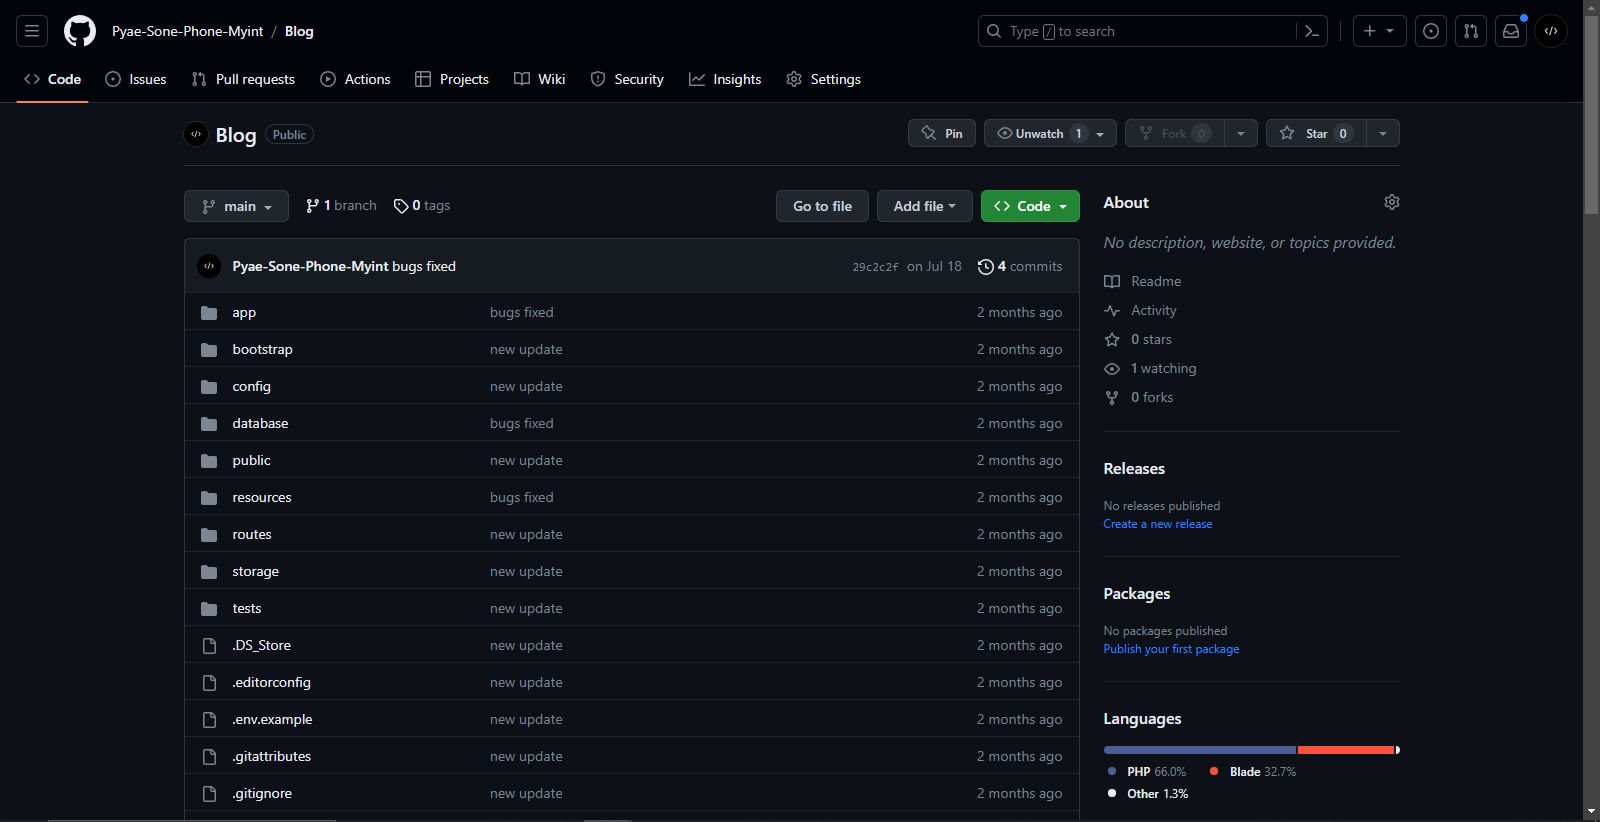 Pyae-Sone-Phone-Myint / Blog
Type / to search
Code Issues Pull requests Actions Projects Wiki Security Insights Settings
Blog Public
Pin Unwatch 1 Fork 0 Star 0
main 1 branch 0 tags Go to file Add file Code
Pyae-Sone-Phone-Myint bugs fixed 29c2c2f on Jul 18 4 commits
app bugs fixed 2 months ago
bootstrap new update 2 months ago
config new update 2 months ago
database bugs fixed 2 months ago
public new update 2 months ago
resources bugs fixed 2 months ago
routes new update 2 months ago
storage new update 2 months ago
tests new update 2 months ago
.DS_Store new update 2 months ago
.editorconfig new update 2 months ago
.env.example new update 2 months ago
.gitattributes new update 2 months ago
.gitignore new update 2 months ago
About
No description, website, or topics provided.
Readme
Activity
0 stars
1 watching
0 forks
Releases
No releases published
Create a new release
Packages
No packages published
Publish your first package
Languages
PHP 66.0% Blade 32.7%
Other 1.3%